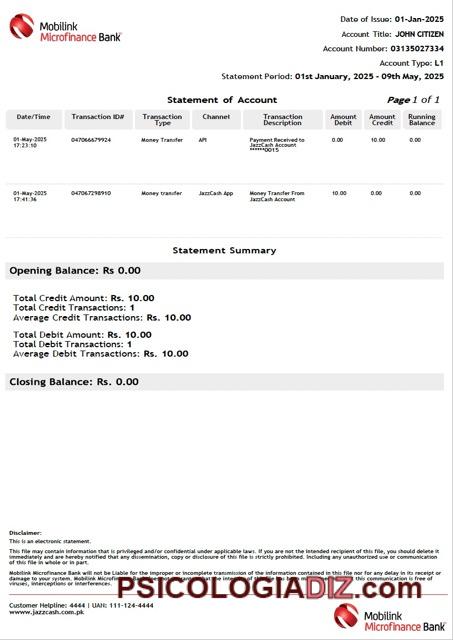 Mobilink
Microfinance Bank
Date of Issue: 01-Jan-2025
Account Title: JOHN CITIZEN
Account Number: 03135027334
Account Type: L1
Statement Period: 01st January, 2025 - 09th May, 2025
Statement of Account
Page 1 of 1
Date/Time Transaction ID# Transaction Type Channel Transaction Description Amount Debit Amount Credit Running Balance
01-May-2025 17:23:10 047066679924 Money Transfer API Payment Received to JazzCash Account ******0015 0.00 10.00 0.00
01-May-2025 17:41:36 047067298910 Money transfer JazzCash App Money Transfer From JazzCash Account 10.00 0.00 0.00
Statement Summary
Opening Balance: Rs 0.00
Total Credit Amount: Rs. 10.00
Total Credit Transactions: 1
Average Credit Transactions: Rs. 10.00
Total Debit Amount: Rs. 10.00
Total Debit Transactions: 1
Average Debit Transactions: Rs. 10.00
Closing Balance: Rs. 0.00
Disclaimer:
This is an electronic statement.
This file may contain information that is privileged and/or confidential under applicable laws. If you are not the intended recipient of this file, you should delete it
immediately and are hereby notified that any dissemination, copy or disclosure of this file is strictly prohibited. Including any unauthorized use or communication
of this file in whole or in part.
Mobilink Microfinance Bank will not be Liable for the improper or incomplete transmission of the information contained in this file nor for any delay in its receipt or
damage to your system. Mobilink Microfinance Bank does not that the this communication is free of
viruses, interceptions or interferences.
PSICOLOGIADIZ.com
Customer Helpline: 4444 | UAN: 111-124-4444
www.jazzcash.com.pk
Mobilink
Microfinance Bank